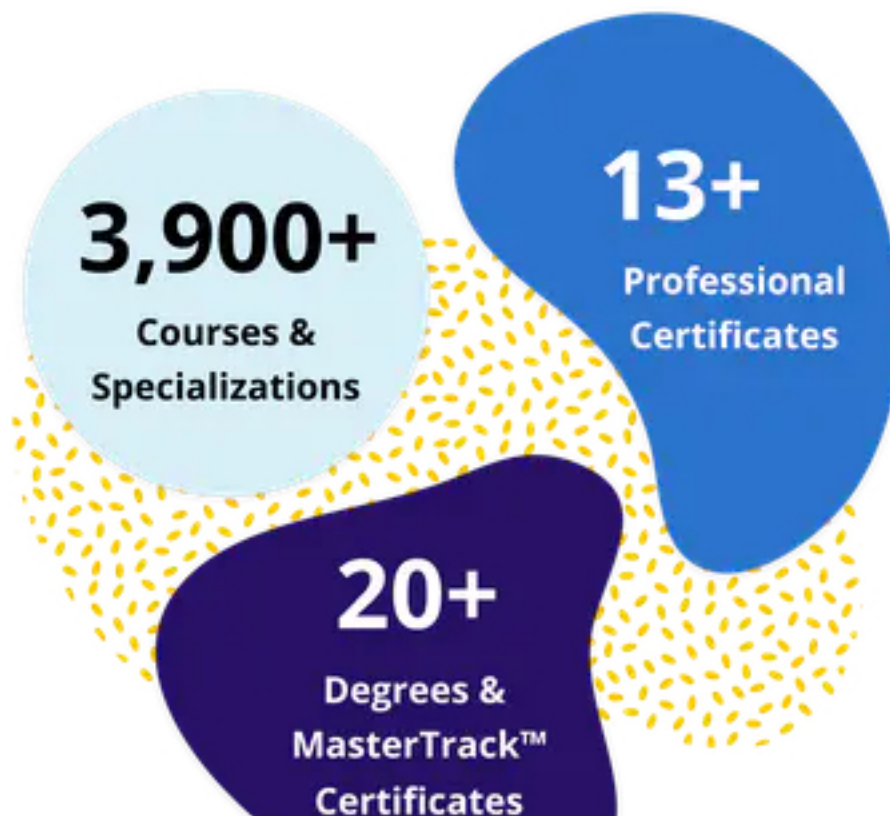 3,900+
Courses &
Specializations
13+
Professional
Certificates
20+
Degrees &
MasterTrack™
Certificates